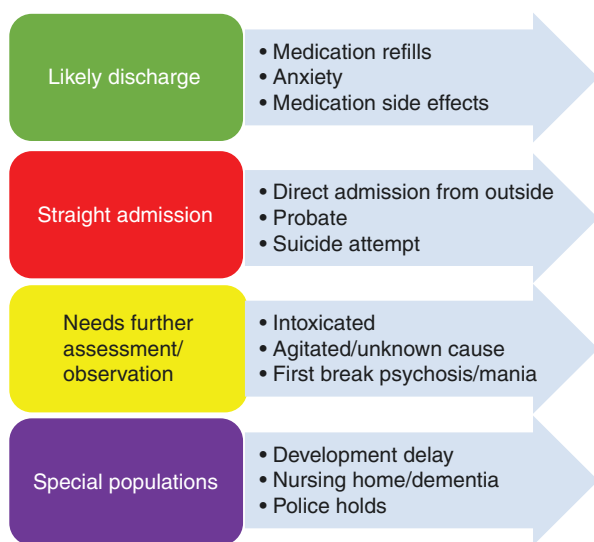 Likely discharge
• Medication refills
• Anxiety
• Medication side effects
Straight admission
• Direct admission from outside
• Probate
• Suicide attempt
Needs further
assessment/
observation
• Intoxicated
• Agitated/unknown cause
• First break psychosis/mania
Special populations
• Development delay
• Nursing home/dementia
• Police holds